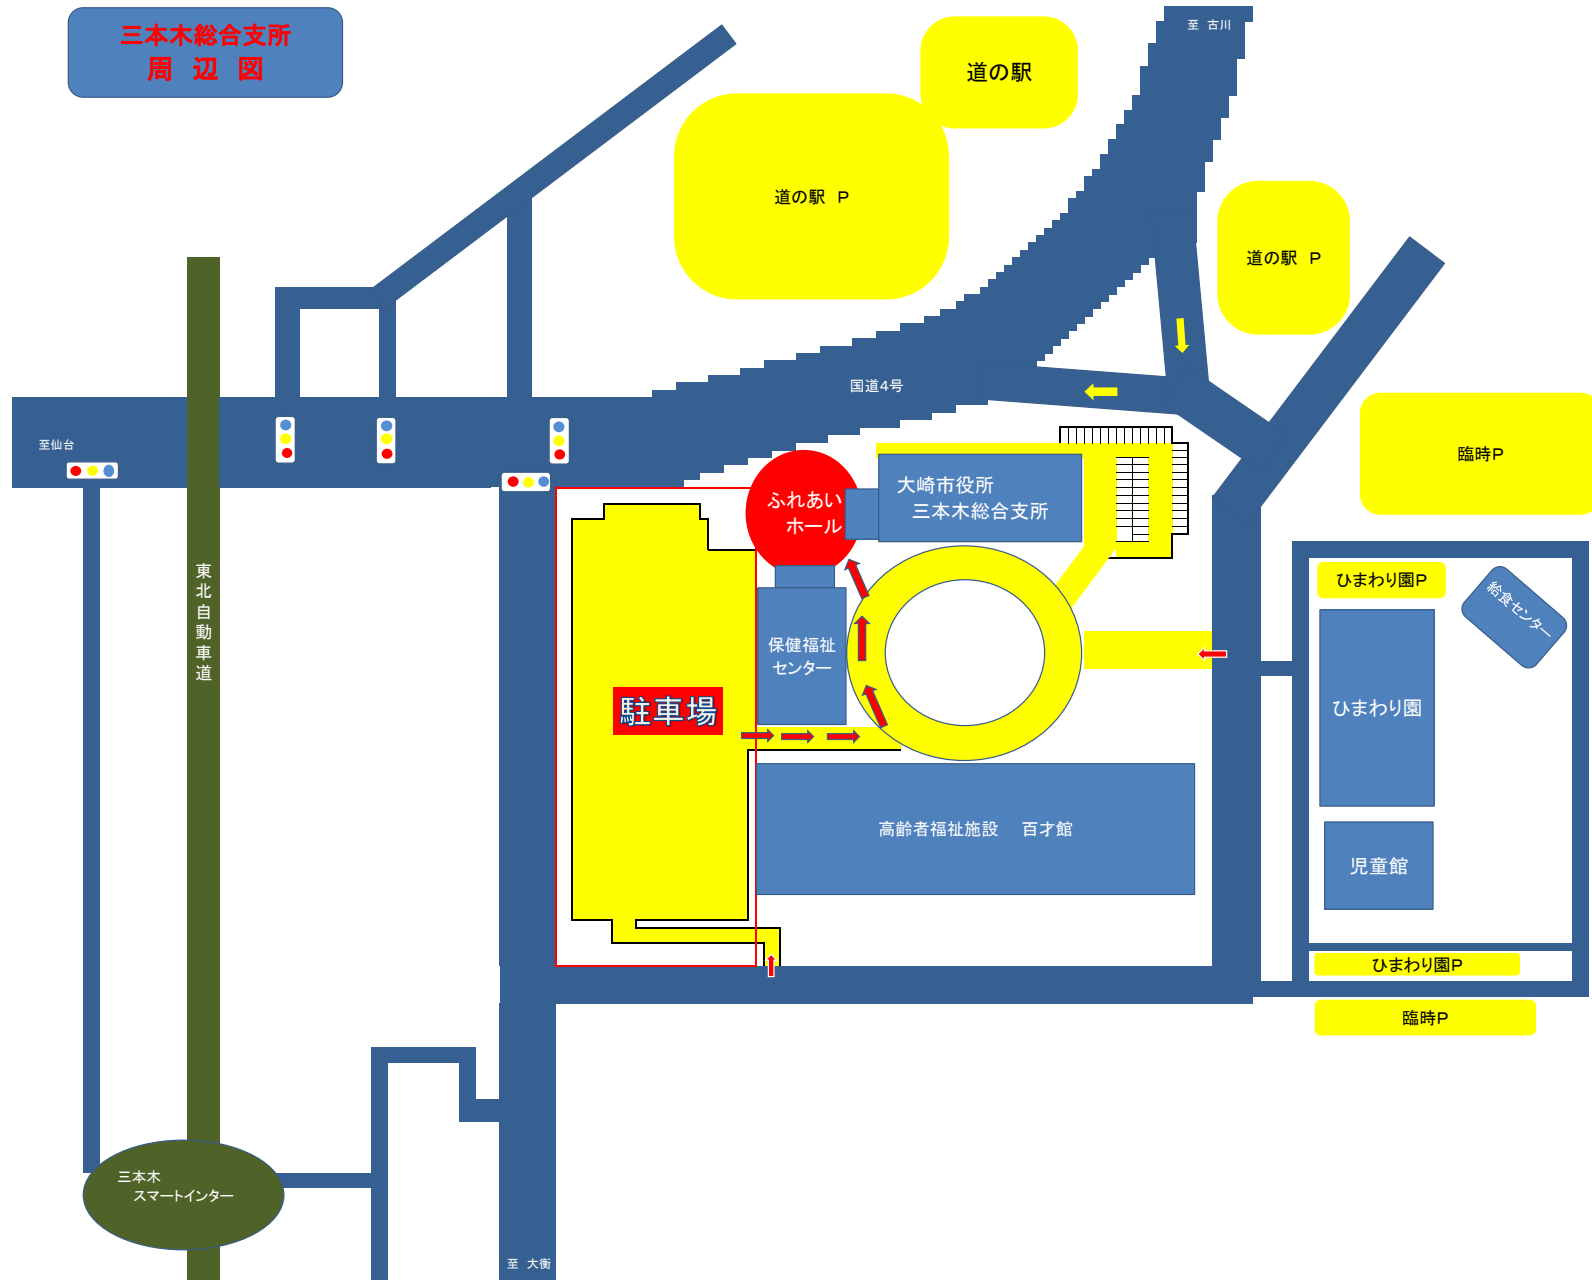 三本木総合支所
周 辺 図
至 古川
道の駅
道の駅 P
道の駅 P
国道4号
至仙台
臨時P
ふれあい
ホール
大崎市役所
三本木総合支所
東北自動車道
ひまわり園P
給食センター
保健福祉
センター
駐車場
ひまわり園
高齢者福祉施設 百才館
児童館
ひまわり園P
臨時P
三本木
スマートインター
至 大衡